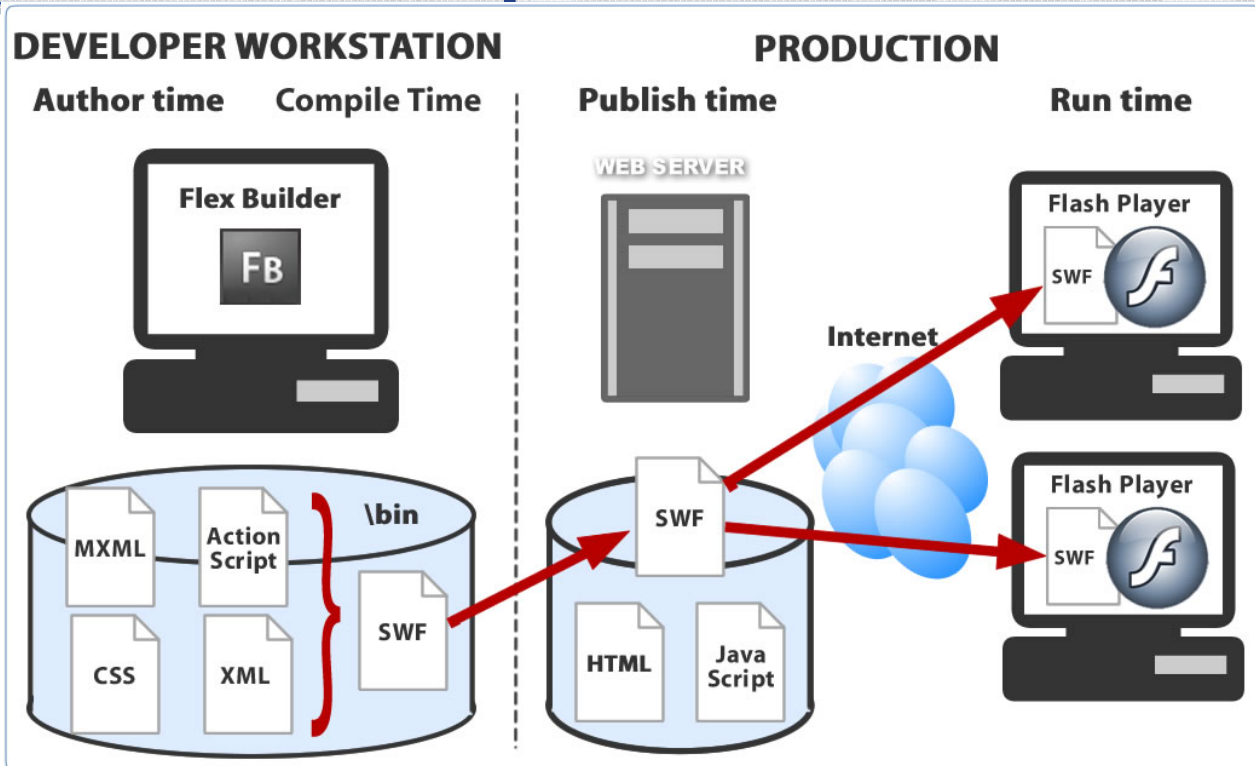 DEVELOPER WORKSTATION
PRODUCTION
Author time
Compile Time
Publish time
Run time
Flex Builder
FB
WEB SERVER
Flash Player
SWF
Internet
Flash Player
SWF
MXML
Action
Script
\bin
CSS
XML
SWF
SWF
HTML
Java
Script